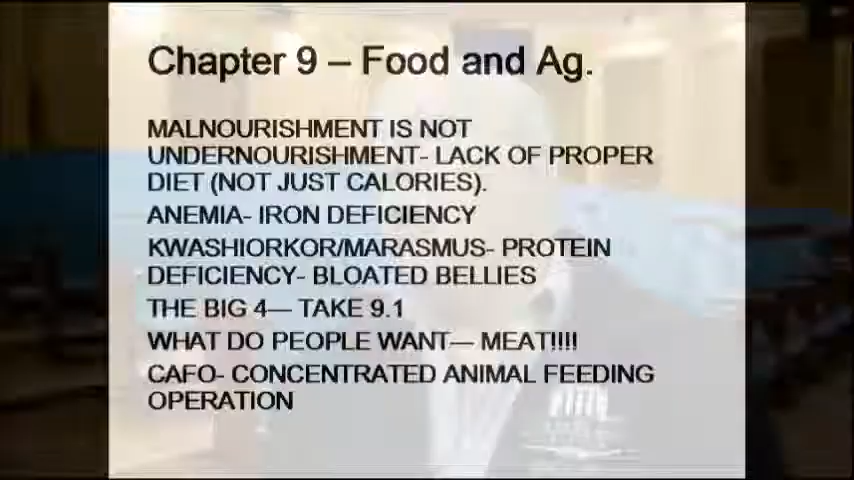 Chapter 9 – Food and Ag.
MALNOURISHMENT IS NOT
UNDERNOURISHMENT- LACK OF PROPER
DIET (NOT JUST CALORIES).
ANEMIA- IRON DEFICIENCY
KWASHIORKOR/MARASMUS- PROTEIN
DEFICIENCY- BLOATED BELLIES
THE BIG 4— TAKE 9.1
WHAT DO PEOPLE WANT— MEAT!!!!
CAFO- CONCENTRATED ANIMAL FEEDING
OPERATION